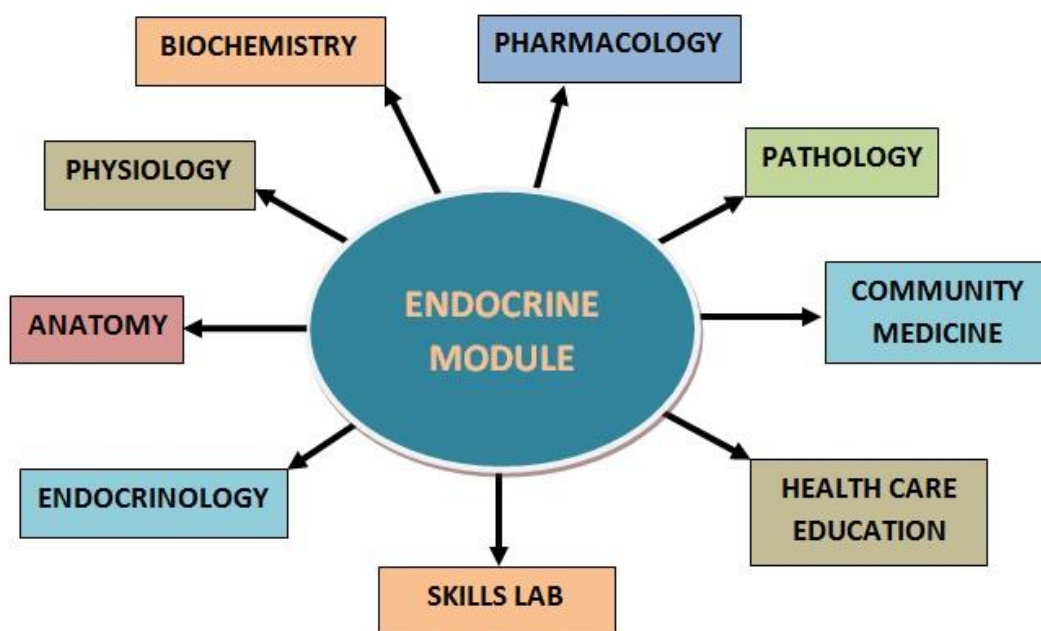 BIOCHEMISTRY
PHARMACOLOGY
PHYSIOLOGY
PATHOLOGY
ANATOMY
ENDOCRINE
MODULE
COMMUNITY
MEDICINE
ENDOCRINOLOGY
HEALTH CARE
EDUCATION
SKILLS LAB